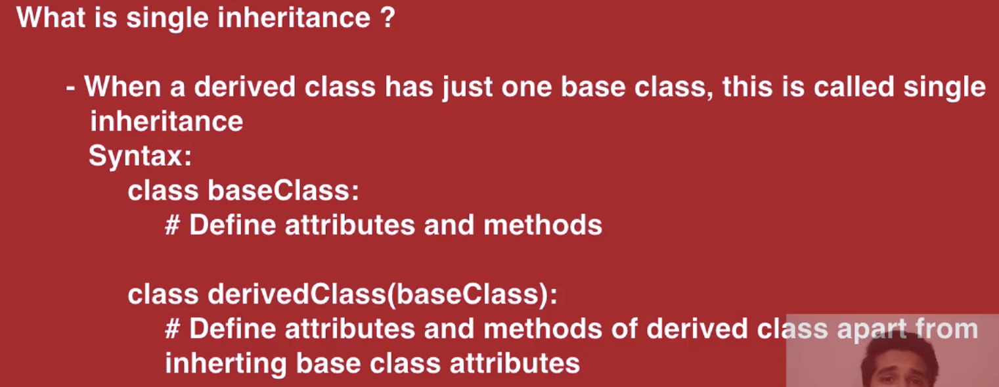 What is single inheritance ?
- When a derived class has just one base class, this is called single
inheritance
Syntax:
class baseClass:
# Define attributes and methods
class derivedClass(baseClass):
# Define attributes and methods of derived class apart from
inherting base class attributes